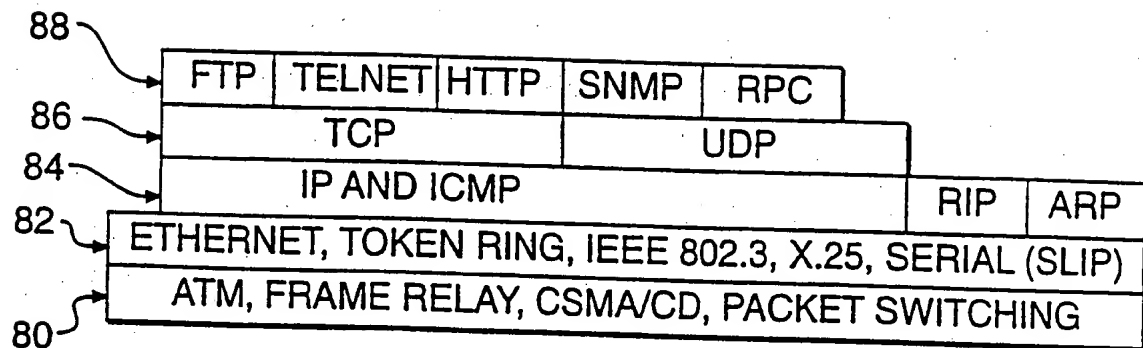 88 FTP TELNET HTTP SNMP RPC
86 TCP UDP
84 IP AND ICMP RIP ARP
82 ETHERNET, TOKEN RING, IEEE 802.3, X.25, SERIAL (SLIP)
80 ATM, FRAME RELAY, CSMA/CD, PACKET SWITCHING